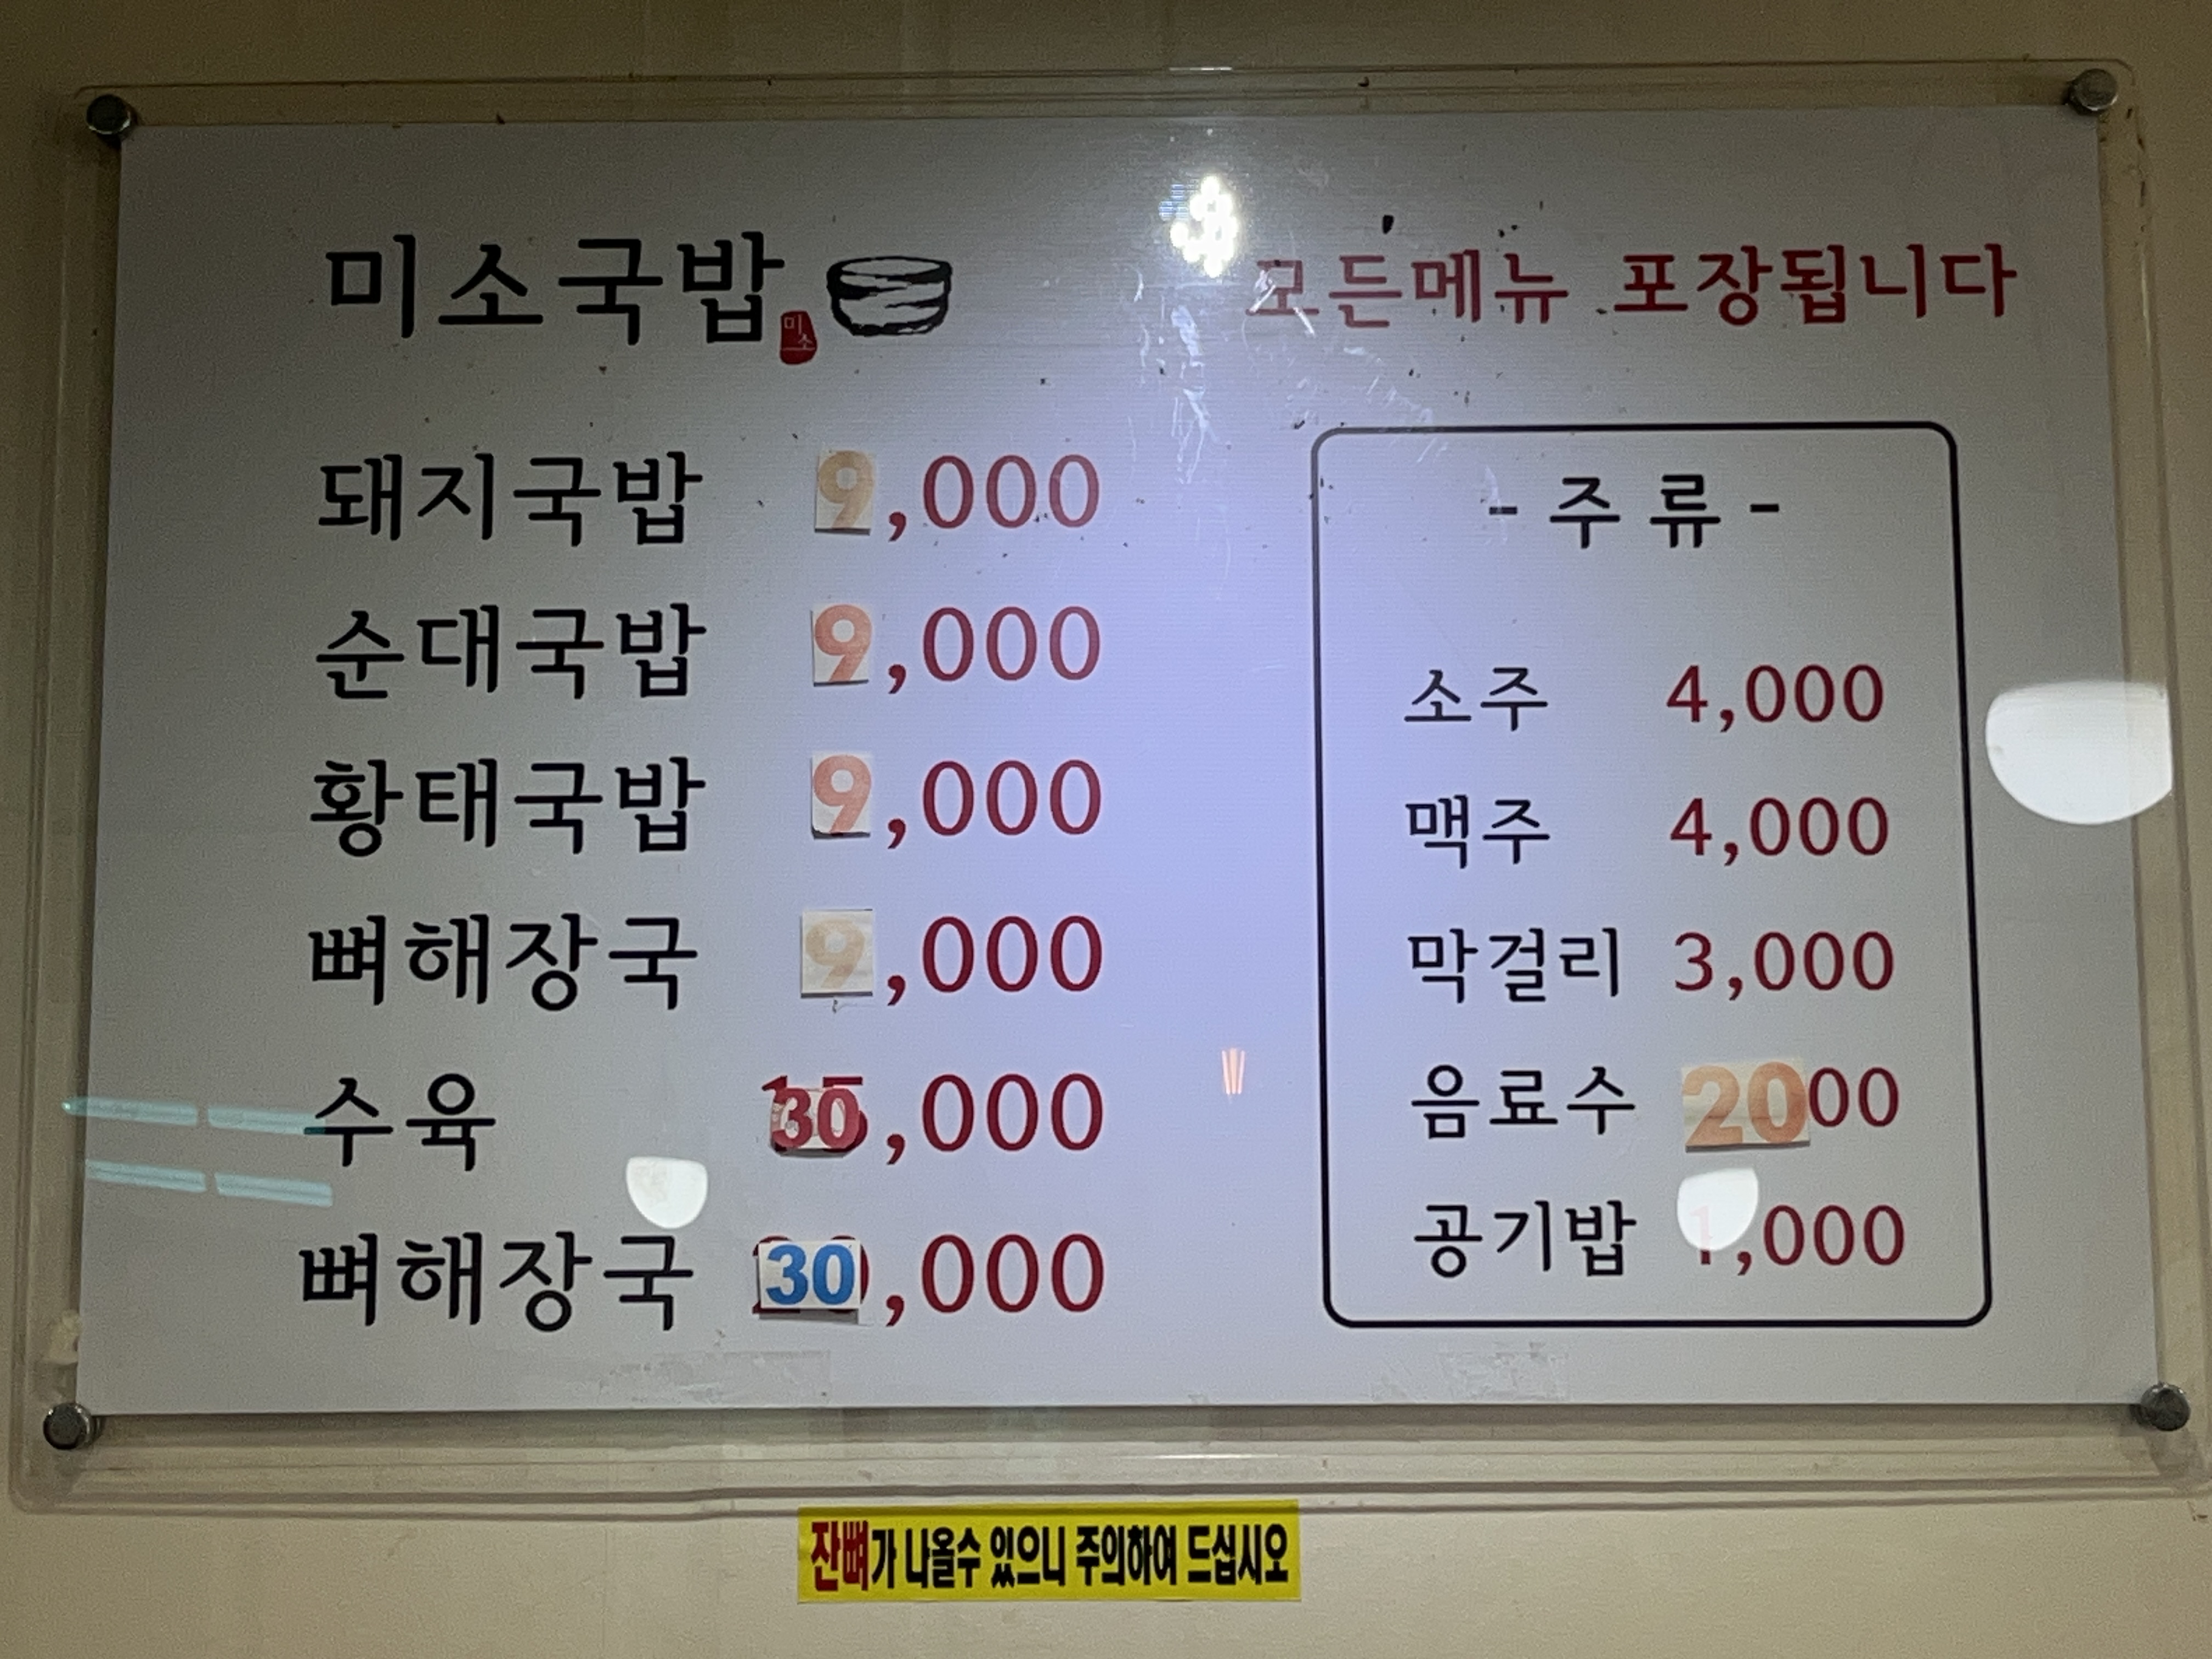 미소국밥
미소
모든메뉴 포장됩니다
돼지국밥 9,000
순대국밥 9,000
황태국밥 9,000
뼈해장국 9,000
수육 30,000
뼈해장국 30,000
- 주 류 -
소주 4,000
맥주 4,000
막걸리 3,000
음료수 2000
공기밥 1,000
잔뼈가 나올수 있으니 주의하여 드십시오